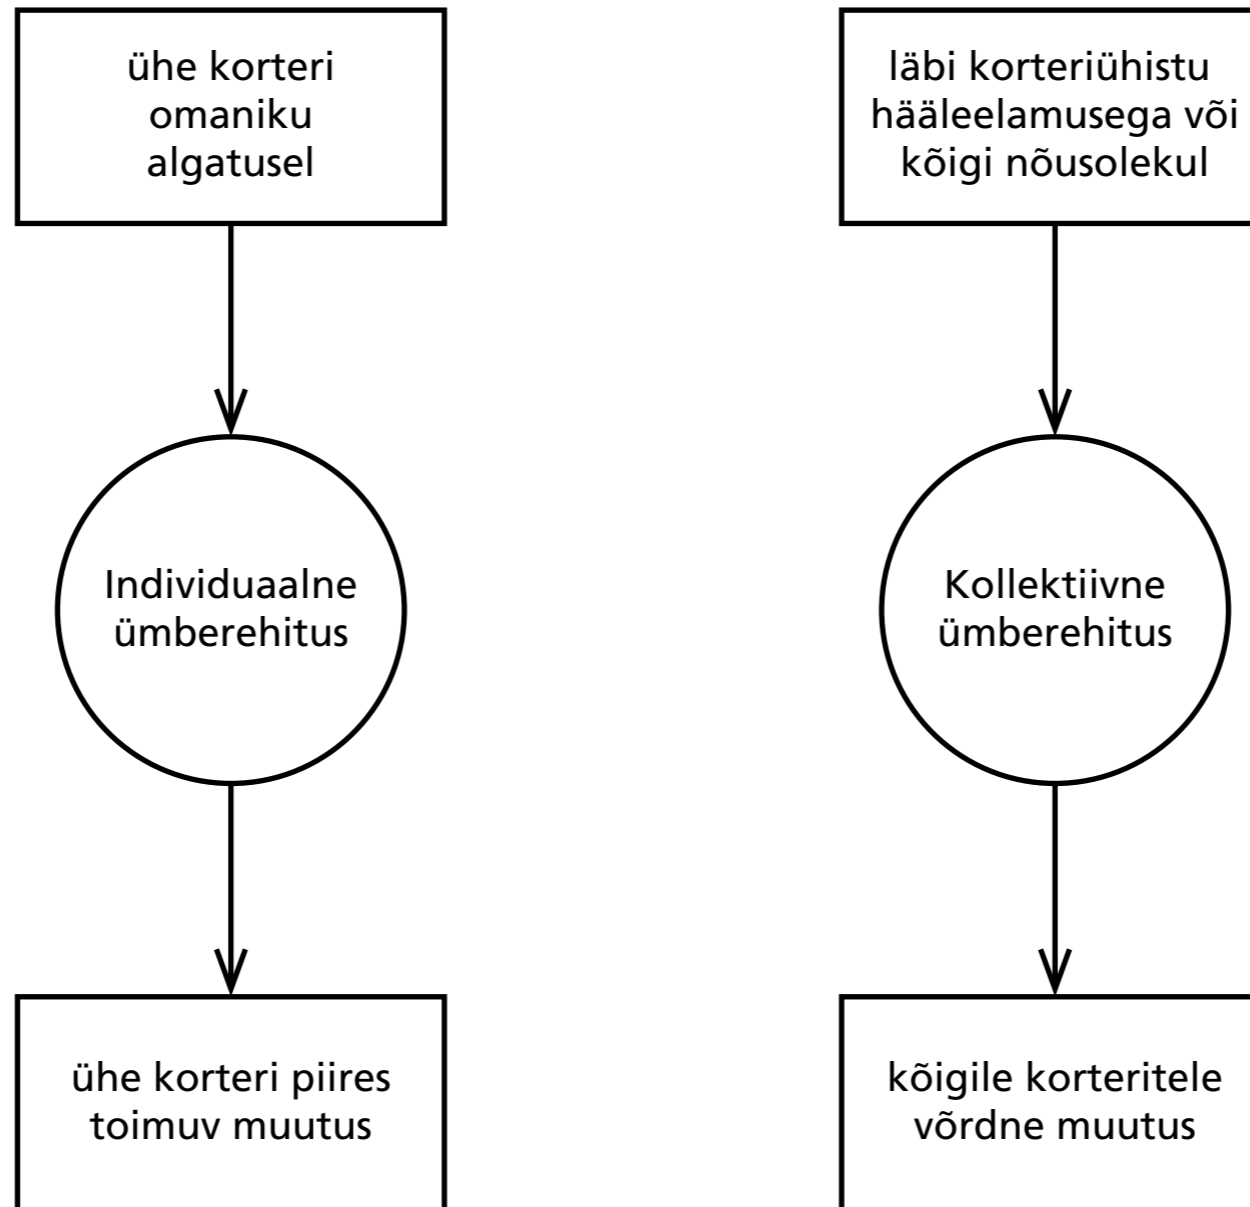 ühe korteri
omaniku
algatusel
Individuaalne
ümberehitus
ühe korteri piires
toimuv muutus
läbi korteriühistu
hääleelamusega või
kõigi nõusolekul
Kollektiivne
ümberehitus
kõigile korteritele
võrdne muutus